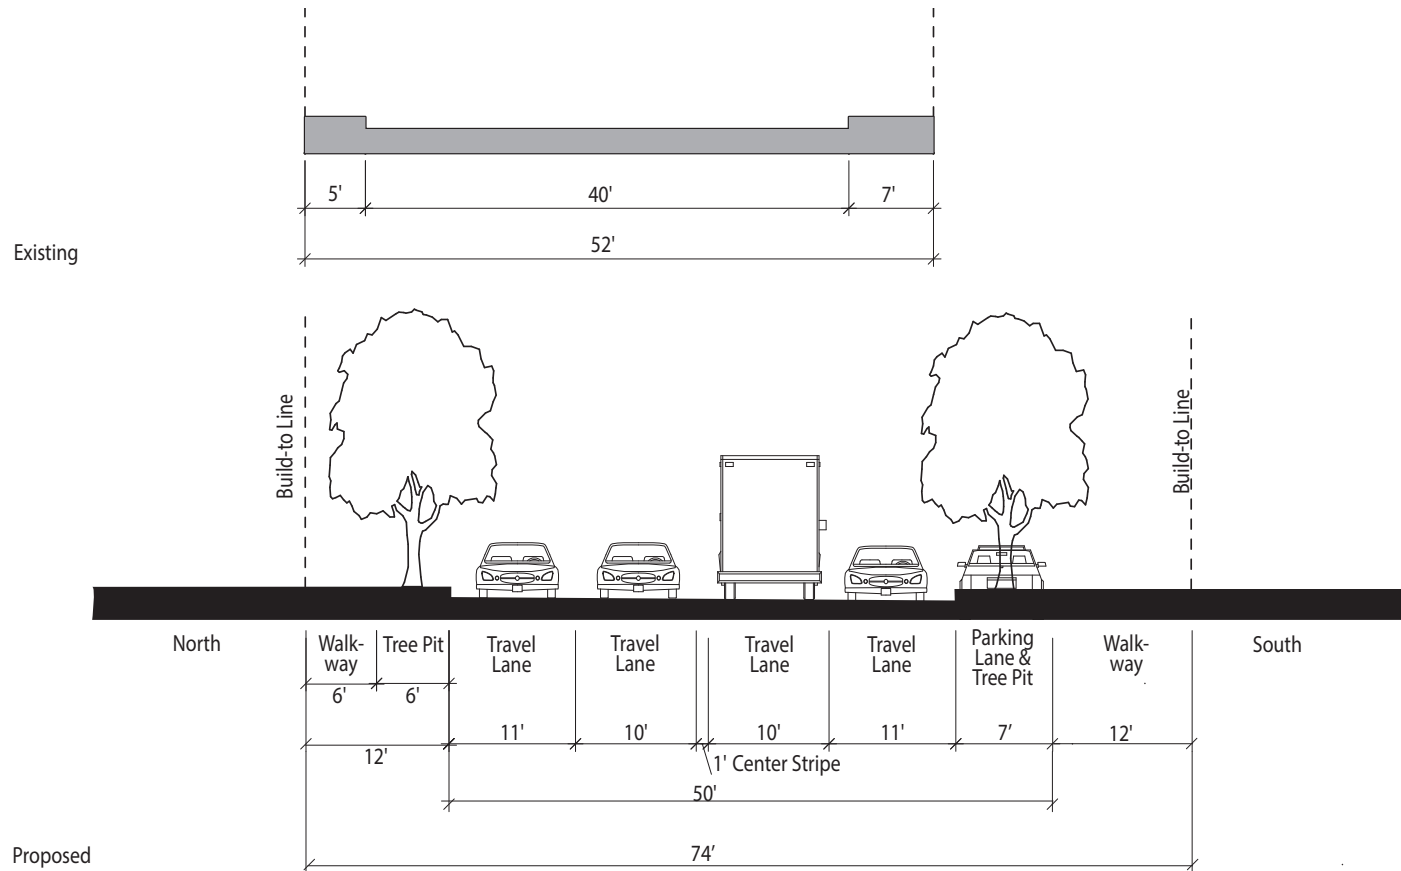 5'
40'
7'
52'
Existing
Build-to Line
Build-to Line
North
Walk-
way
Tree Pit
Travel
Lane
Travel
Lane
Travel
Lane
Travel
Lane
Parking
Lane &
Tree Pit
Walk-
way
South
6'
6'
11'
10'
10'
11'
7’
12'
12'
1' Center Stripe
50'
Proposed
74’